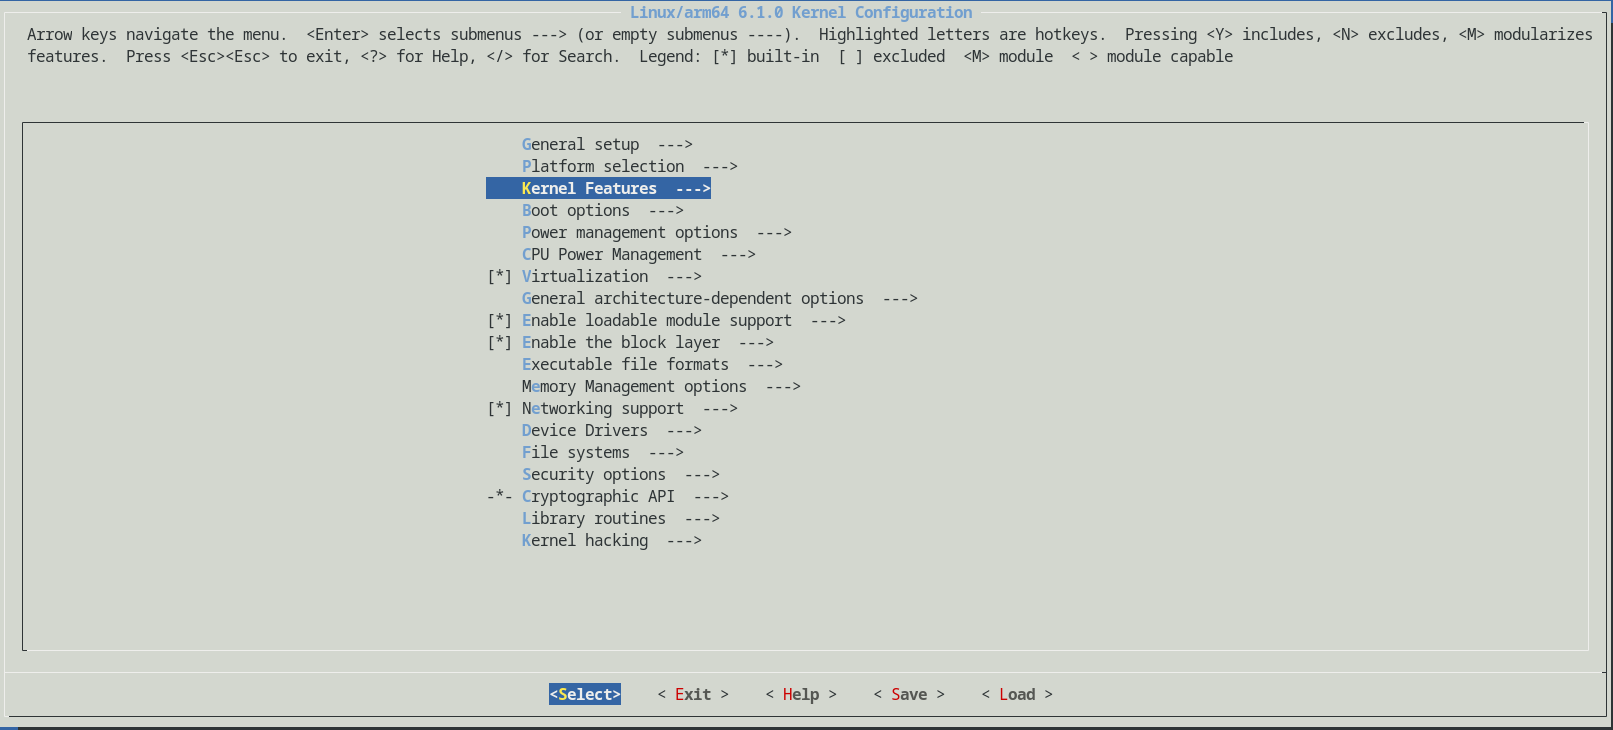 Linux/arm64 6.1.0 Kernel Configuration
Arrow keys navigate the menu.  <Enter> selects submenus ---> (or empty submenus ----).  Highlighted letters are hotkeys.  Pressing <Y> includes, <N> excludes, <M> modularizes
features.  Press <Esc><Esc> to exit, <?> for Help, </> for Search.  Legend: [*] built-in  [ ] excluded  <M> module  < > module capable
General setup  --->
Platform selection  --->
Kernel Features  --->
Boot options  --->
Power management options  --->
CPU Power Management  --->
[*] Virtualization  --->
General architecture-dependent options  --->
[*] Enable loadable module support  --->
[*] Enable the block layer  --->
Executable file formats  --->
Memory Management options  --->
[*] Networking support  --->
Device Drivers  --->
File systems  --->
Security options  --->
-*- Cryptographic API  --->
Library routines  --->
Kernel hacking  --->
<Select>    < Exit >    < Help >    < Save >    < Load >